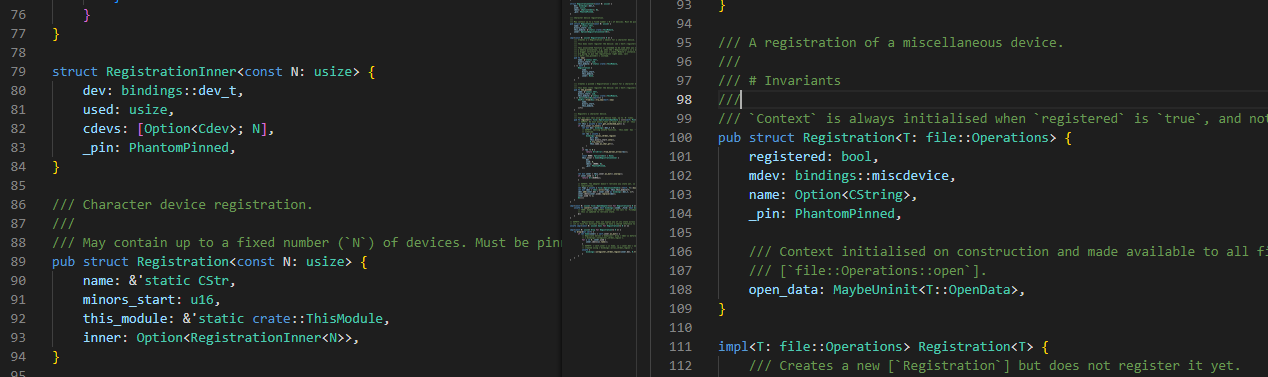 76 }
77 }
78
79 struct RegistrationInner<const N: usize> {
80 dev: bindings::dev_t,
81 used: usize,
82 cdevs: [Option<Cdev>; N],
83 _pin: PhantomPinned,
84 }
85
86 /// Character device registration.
87 ///
88 /// May contain up to a fixed number (`N`) of devices. Must be pin
89 pub struct Registration<const N: usize> {
90 name: &'static CStr,
91 minors_start: u16,
92 this_module: &'static crate::ThisModule,
93 inner: Option<RegistrationInner<N>>,
94 }
95
93 }
94
95 /// A registration of a miscellaneous device.
96 ///
97 /// # Invariants
98 ///
99 /// `Context` is always initialised when `registered` is `true`, and not
100 pub struct Registration<T: file::Operations> {
101 registered: bool,
102 mdev: bindings::miscdevice,
103 name: Option<CString>,
104 _pin: PhantomPinned,
105
106 /// Context initialised on construction and made available to all fi
107 /// [`file::Operations::open`].
108 open_data: MaybeUninit<T::OpenData>,
109 }
110
111 impl<T: file::Operations> Registration<T> {
112 /// Creates a new [`Registration`] but does not register it yet.